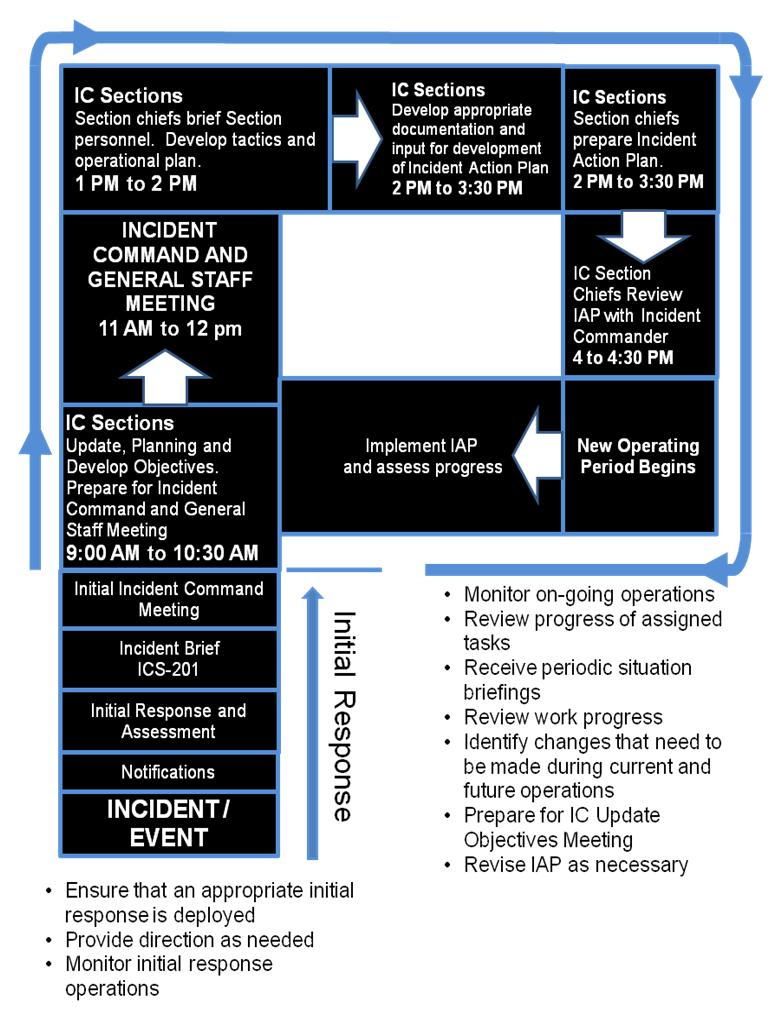 IC Sections
Section chiefs brief Section
personnel.  Develop tactics and
operational plan.
1 PM to 2 PM
IC Sections
Develop appropriate
documentation and
input for development
of Incident Action Plan
2 PM to 3:30 PM
IC Sections
Section chiefs
prepare Incident
Action Plan.
2 PM to 3:30 PM
INCIDENT
COMMAND AND
GENERAL STAFF
MEETING
11 AM to 12 pm
IC Section
Chiefs Review
IAP with Incident
Commander
4 to 4:30 PM
IC Sections
Update, Planning and
Develop Objectives.
Prepare for Incident
Command and General
Staff Meeting
9:00 AM to 10:30 AM
Implement IAP
and assess progress
New Operating
Period Begins
Initial Incident Command
Meeting
Incident Brief
ICS-201
Initial Response and
Assessment
Notifications
INCIDENT/
EVENT
Initial Response
• Monitor on-going operations
• Review progress of assigned
tasks
• Receive periodic situation
briefings
• Review work progress
• Identify changes that need to
be made during current and
future operations
• Prepare for IC Update
Objectives Meeting
• Revise IAP as necessary
• Ensure that an appropriate initial
response is deployed
• Provide direction as needed
• Monitor initial response
operations